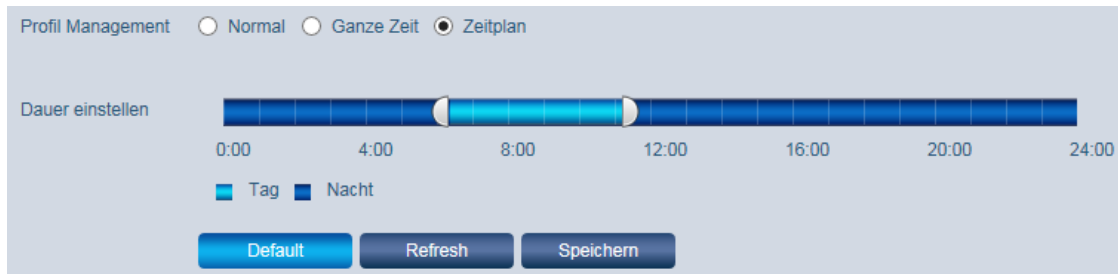 Profil Management Normal Ganze Zeit Zeitplan
Dauer einstellen
0:00 4:00 8:00 12:00 16:00 20:00 24:00
Tag Nacht
Default Refresh Speichern